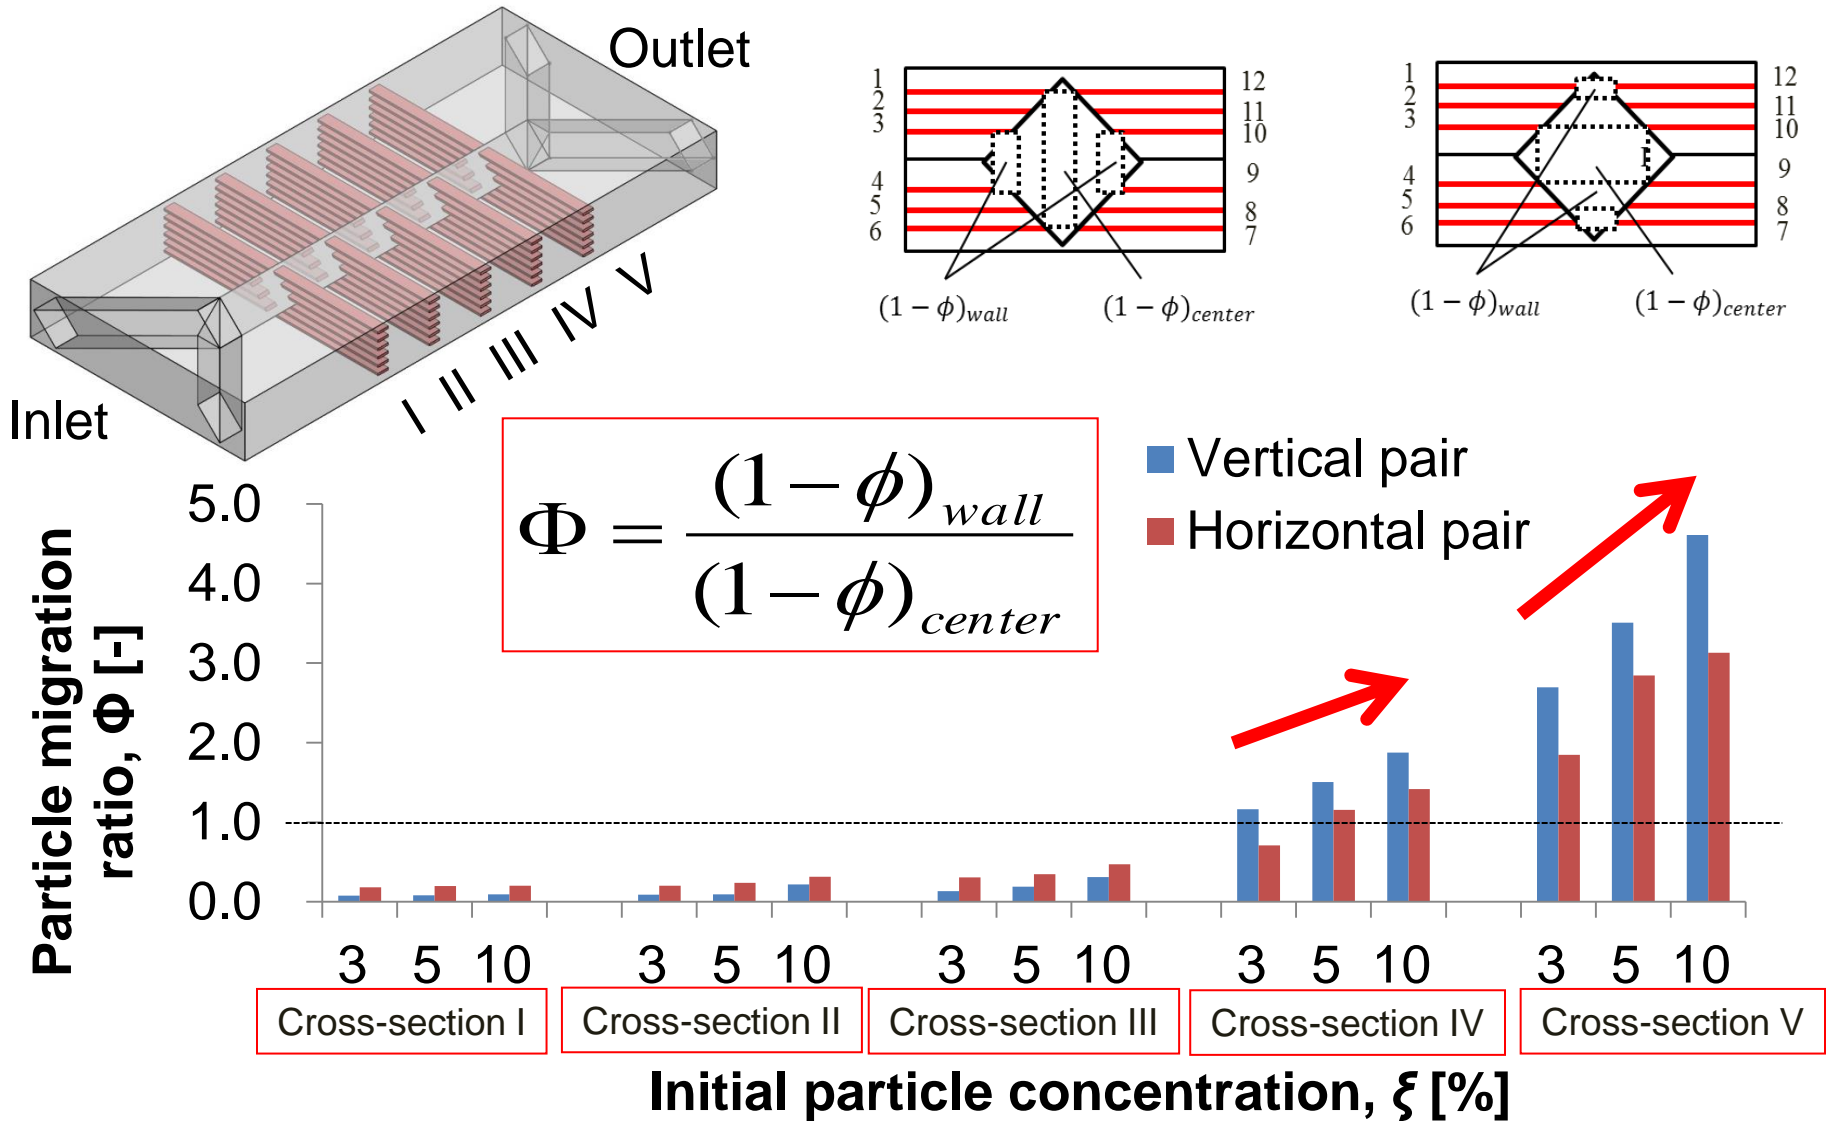 Outlet
Inlet
I II III IV V
1 12
2 11
3 10
4 9
5 8
6 7
(1 − ϕ)wall (1 − ϕ)center
1 12
2 11
3 10
I
4 9
5 8
6 7
(1 − ϕ)wall (1 − ϕ)center
Φ = (1 − ϕ)wall / (1 − ϕ)center
Vertical pair
Horizontal pair
Particle migration
ratio, Φ [-]
5.0
4.0
3.0
2.0
1.0
0.0
3 5 10 3 5 10 3 5 10 3 5 10 3 5 10
Cross-section I Cross-section II Cross-section III Cross-section IV Cross-section V
Initial particle concentration, ξ [%]